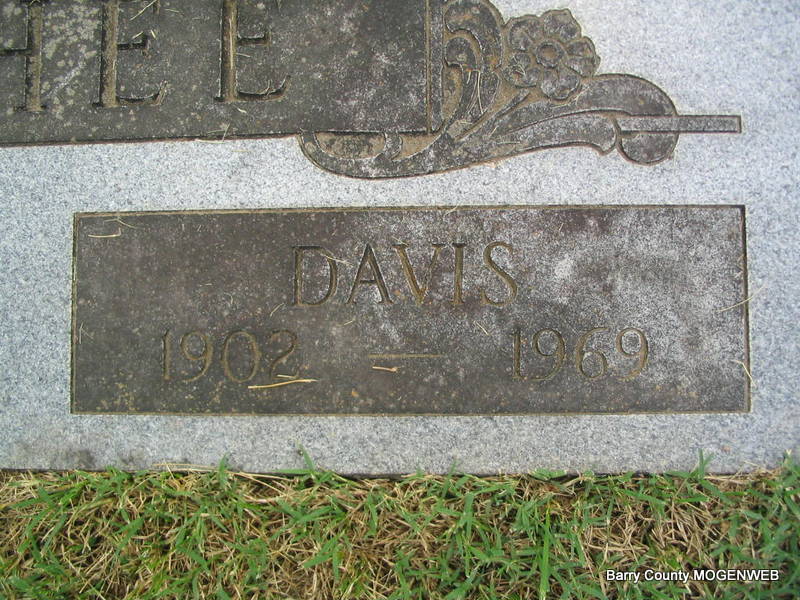 HEE
DAVIS
1902 — 1969
Barry County MOGENWEB